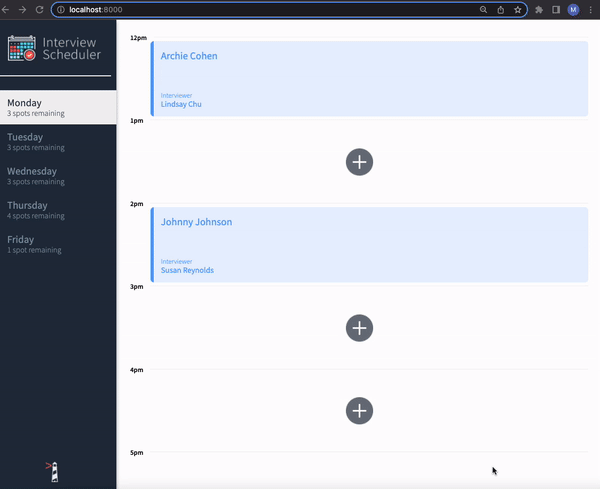 localhost:8000
M
Interview
Scheduler
Monday
3 spots remaining
Tuesday
3 spots remaining
Wednesday
3 spots remaining
Thursday
4 spots remaining
Friday
1 spot remaining
12pm
Archie Cohen
Interviewer
Lindsay Chu
1pm
2pm
Johnny Johnson
Interviewer
Susan Reynolds
3pm
4pm
5pm